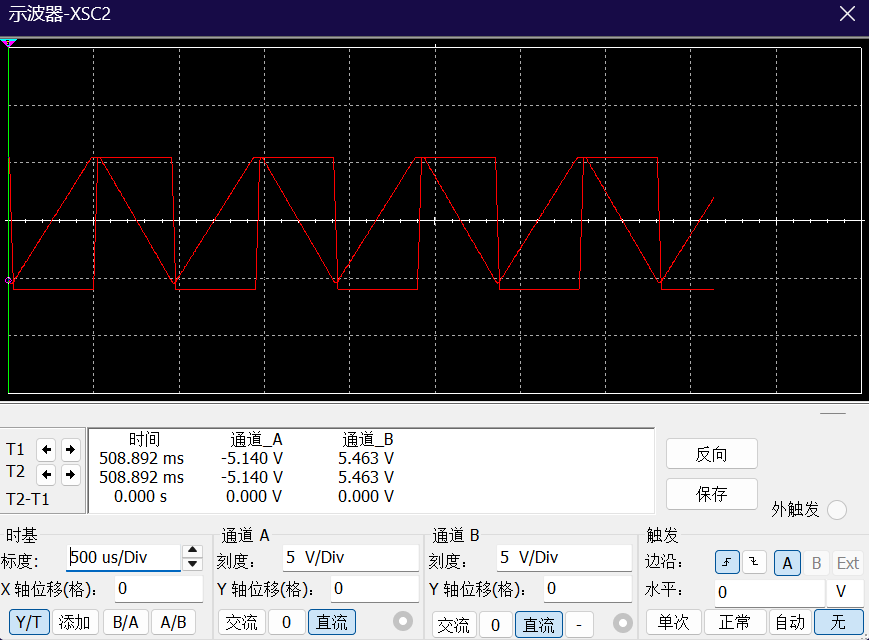 示波器-XSC2
时间 通道_A 通道_B
T1 508.892 ms -5.140 V 5.463 V
T2 508.892 ms -5.140 V 5.463 V
T2-T1 0.000 s 0.000 V 0.000 V
反向
保存
外触发
时基
标度： 500 us/Div
X 轴位移(格)： 0
Y/T 添加 B/A A/B
通道 A
刻度： 5 V/Div
Y 轴位移(格)： 0
交流 0 直流
通道 B
刻度： 5 V/Div
Y 轴位移(格)： 0
交流 0 直流 -
触发
边沿： A B Ext
水平： 0 V
单次 正常 自动 无